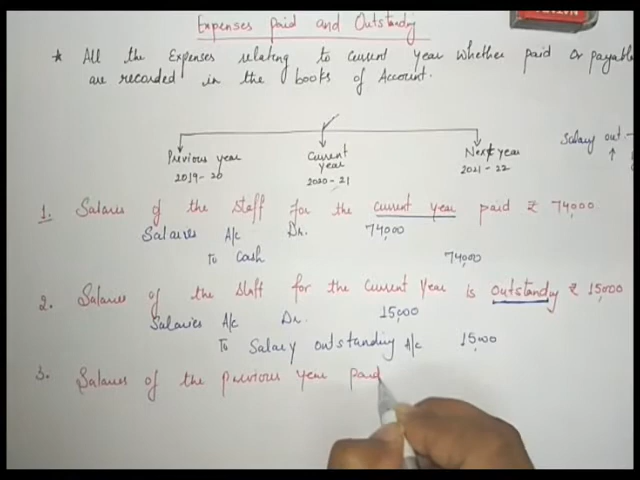 Expenses paid and Outstandy
* All the Expenses relating to current year whether paid or payable
are recorded in the books of Account.
Previous year
2019-20
Current
year
2020-21
Next year
2021-22
Salary out
1. Salaries of the staff for the current year paid ₹ 74,000
Salaries A/c Dr. 74,000
To Cash 74,000
2. Salaries of the staff for the current year is outstandy ₹ 15,000
Salaries A/c Dr. 15,000
To Salary outstanding A/c 15,000
3. Salaries of the previous year paid